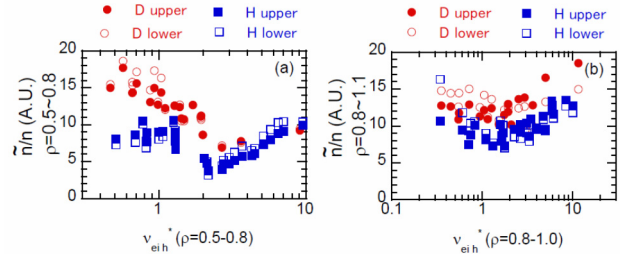 D upper
H upper
D lower
H lower
D upper
H upper
D lower
H lower
(a)
ñ/n (A.U.)
ρ=0.5~0.8
20
15
10
5
0
1
10
ν ei h * (ρ=0.5-0.8)
(b)
ñ/n (A.U.)
ρ=0.8~1.1
20
15
10
5
0
0.1
1
10
ν ei h * (ρ=0.8-1.0)